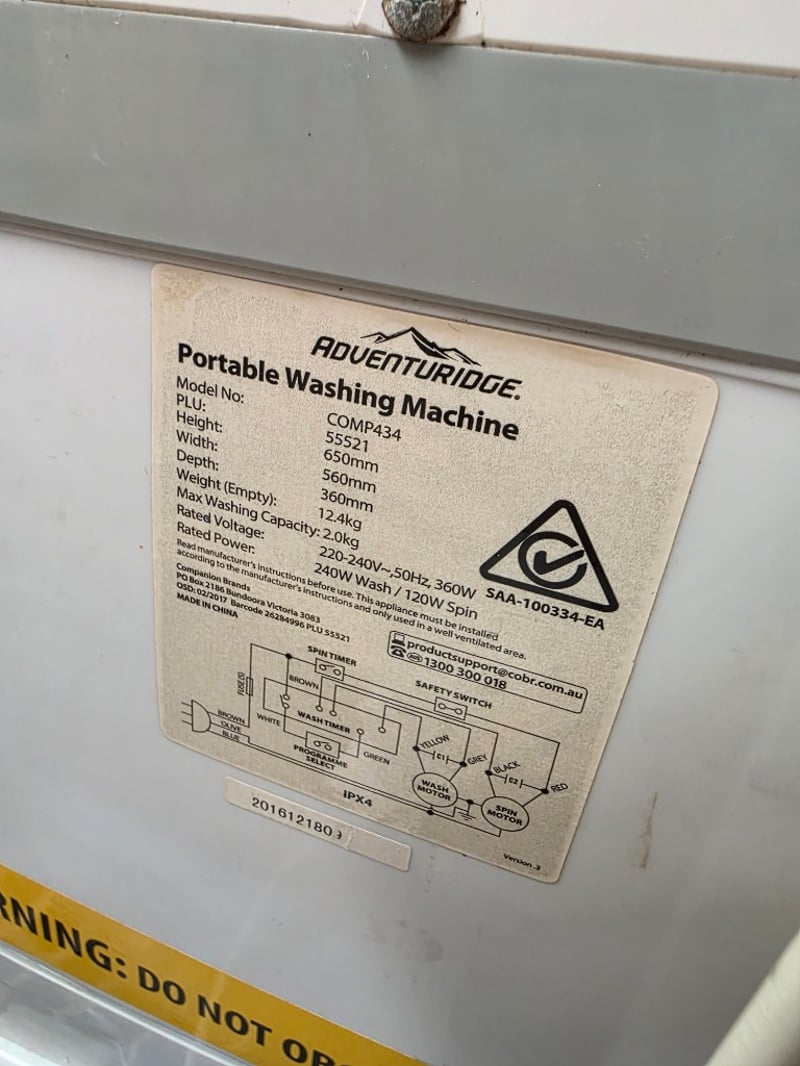 ADVENTURIDGE.
Portable Washing Machine
Model No: COMP434
PLU: 55521
Height: 650mm
Width: 560mm
Depth: 360mm
Weight (Empty): 12.4kg
Max Washing Capacity: 2.0kg
Rated Voltage: 220-240V~,50Hz, 360W
Rated Power: 240W Wash / 120W Spin
SAA-100334-EA
Read manufacturer's instructions before use. This appliance must be installed
according to the manufacturer's instructions and only used in a well ventilated area.
Companion Brands
PO Box 2186 Bundoora Victoria 3083
OSD: 02/2017 Barcode 26284996 PLU 55521
MADE IN CHINA
productsupport@cobr.com.au
AUS 1300 300 018
SPIN TIMER
SAFETY SWITCH
FUSE(S)
BROWN
WHITE
WASH TIMER
BROWN
OLIVE
BLUE
PROGRAMME
SELECT
GREEN
YELLOW
C1
GREY
BLACK
C2
RED
WASH
MOTOR
SPIN
MOTOR
IPX4
Version .3
201612180
RNING: DO NOT OP